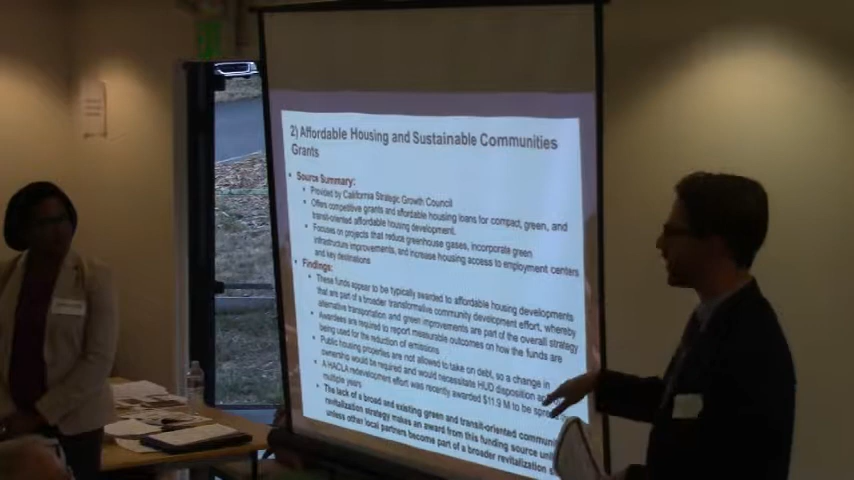 2) Affordable Housing and Sustainable Communities
Grants
• Source Summary:
• Provided by California Strategic Growth Council
• Offers competitive grants and affordable housing loans for compact, green, and
transit-oriented affordable housing development.
• Focuses on projects that reduce greenhouse gases, incorporate green
infrastructure improvements, and increase housing access to employment centers
and key destinations
• Findings:
• These funds appear to be typically awarded to affordable housing developments
that are part of a broader transformative community development effort, whereby
alternative transportation and green improvements are part of the overall strategy
• Awardees are required to report measurable outcomes on how the funds are
being used for the reduction of emissions
• Public housing properties are not allowed to take on debt, so a change in
ownership would be required and would necessitate HUD disposition
• A HACLA redevelopment effort was recently awarded $11.9 M to be
multiple years
• The lack of a broad and existing green and transit-oriented
revitalization strategy makes an award from this funding source
unless other local partners become part of a broader revitalization